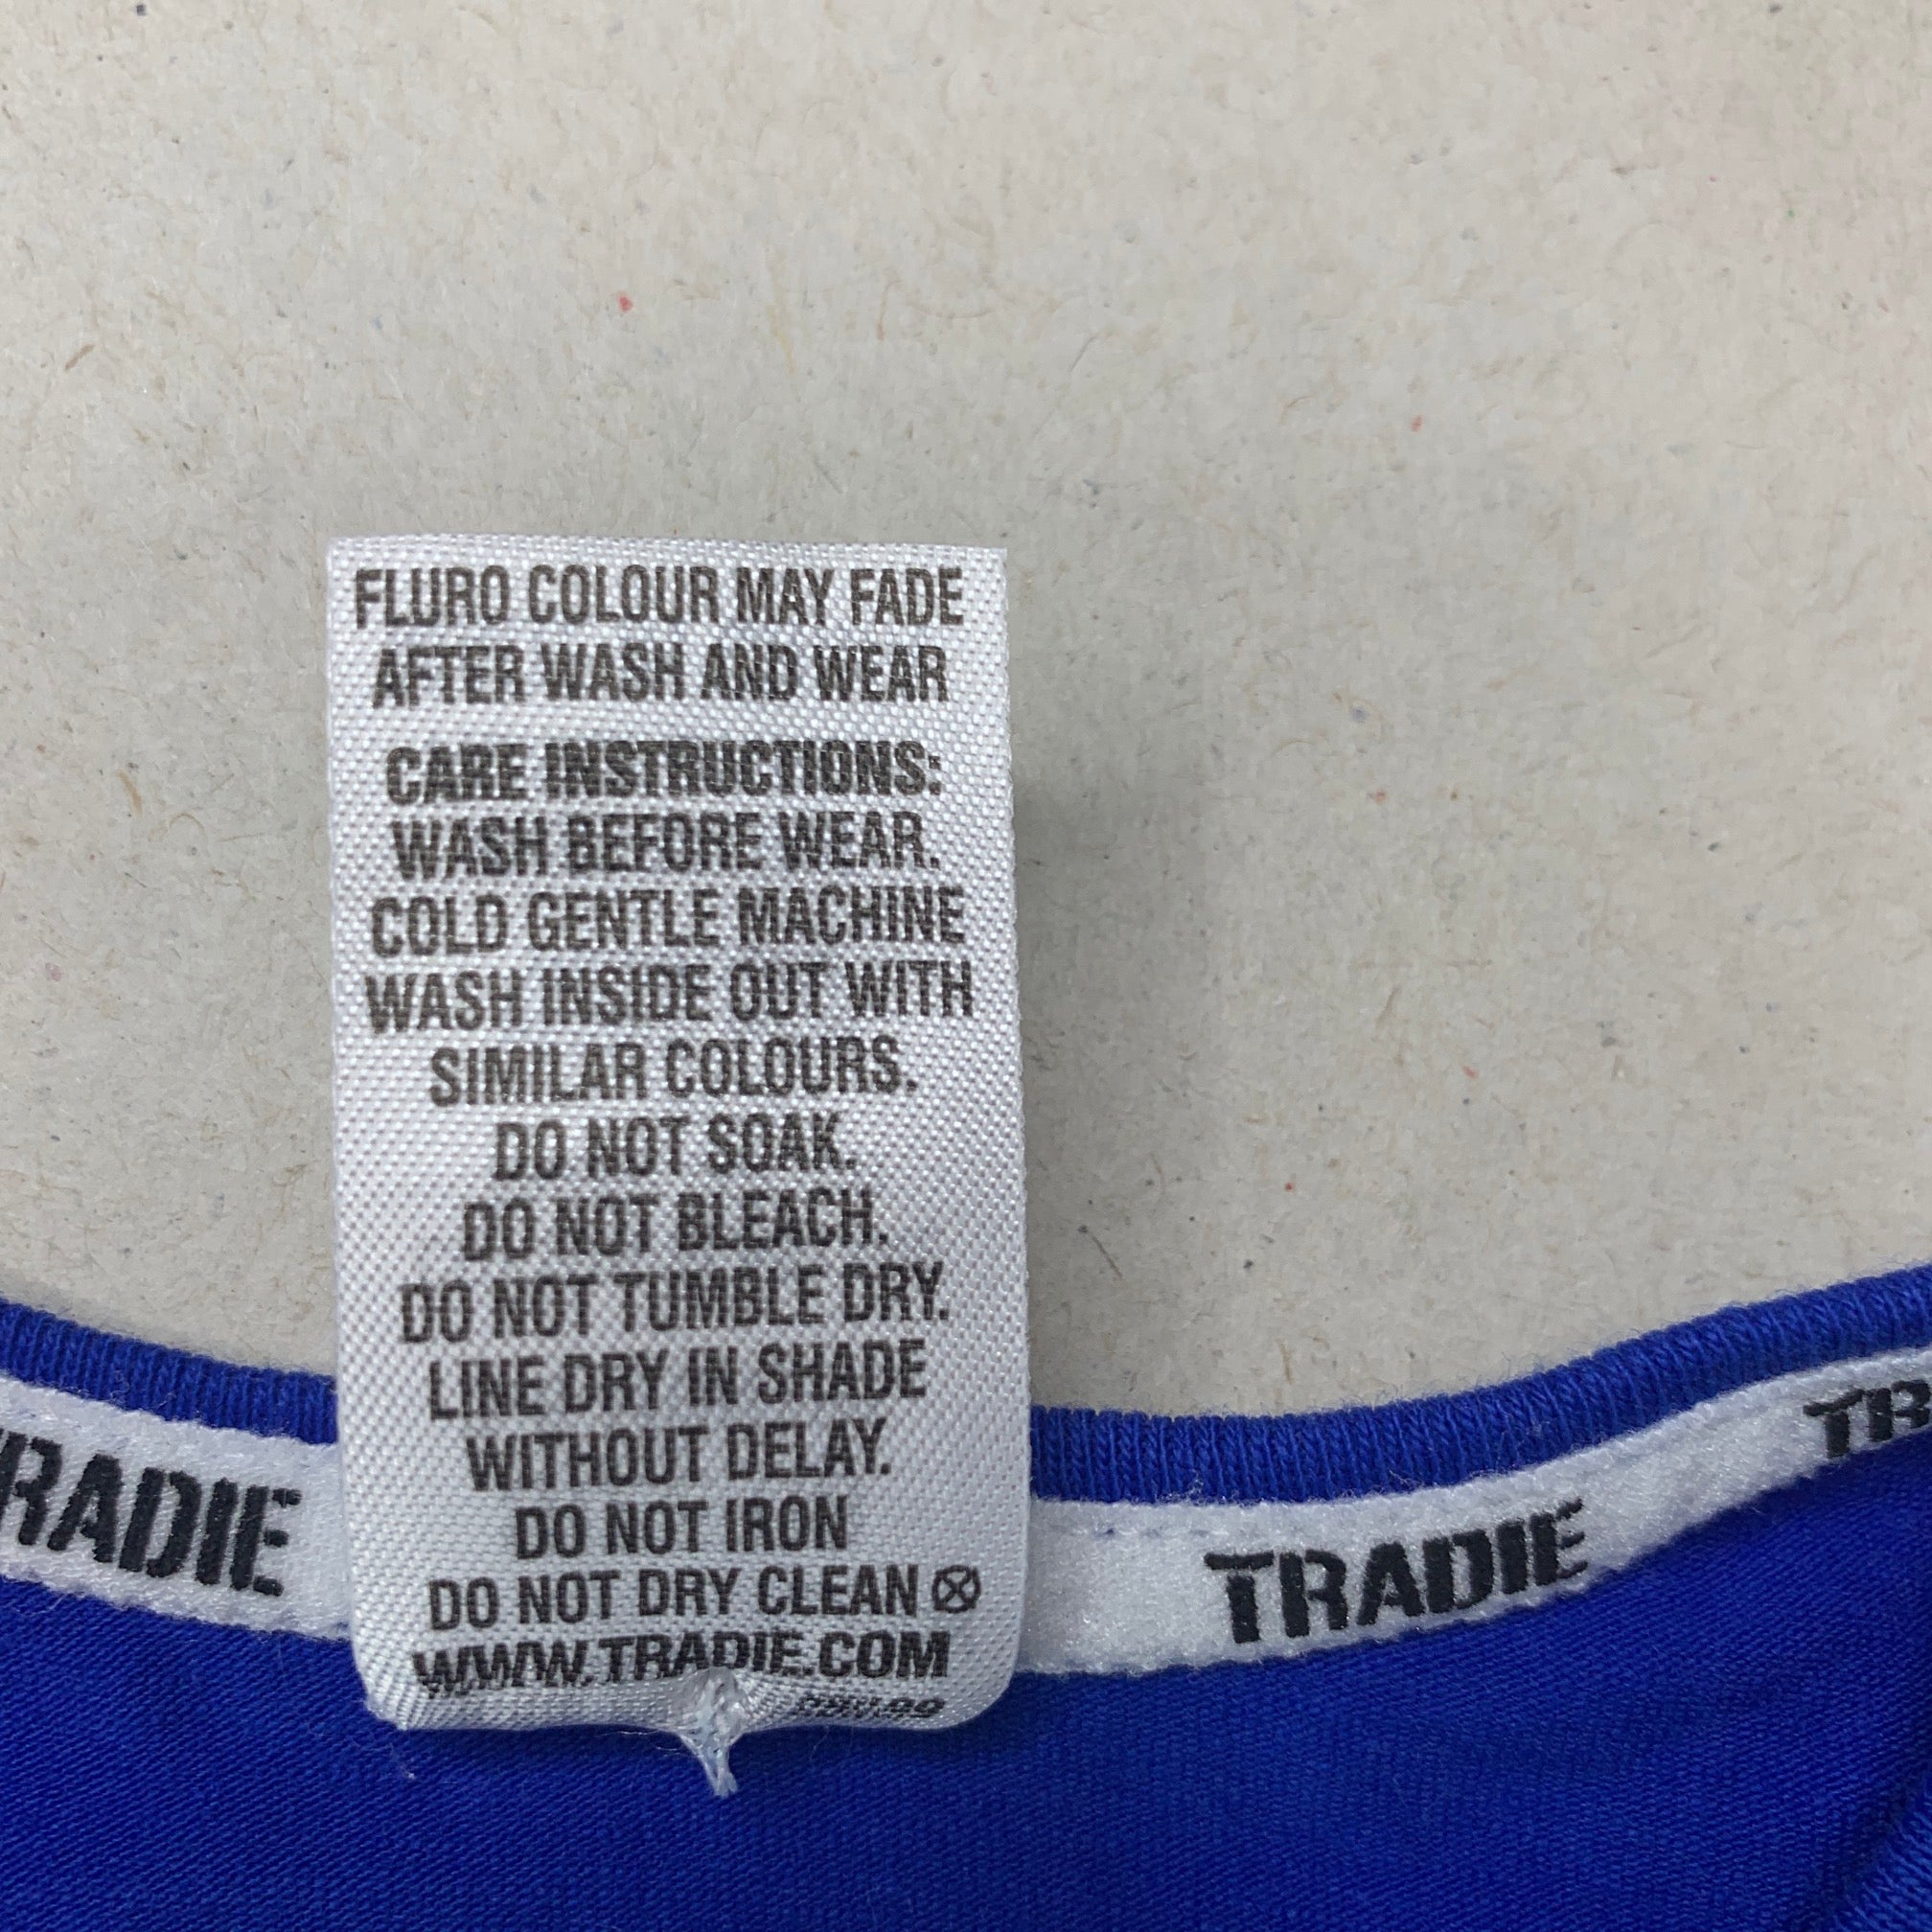 FLURO COLOUR MAY FADE
AFTER WASH AND WEAR
CARE INSTRUCTIONS:
WASH BEFORE WEAR.
COLD GENTLE MACHINE
WASH INSIDE OUT WITH
SIMILAR COLOURS.
DO NOT SOAK.
DO NOT BLEACH.
DO NOT TUMBLE DRY.
LINE DRY IN SHADE
WITHOUT DELAY.
DO NOT IRON
DO NOT DRY CLEAN
WWW.TRADIE.COM
TRADIE